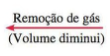 Remoção de gás
(Volume diminui)